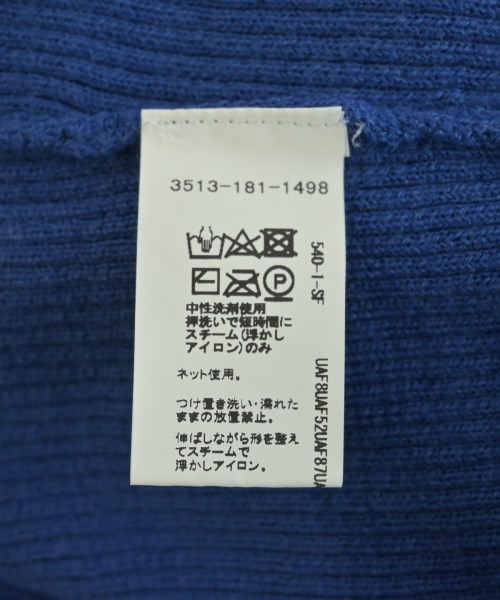 3513-181-1498
P
中性洗剤使用
押洗いで短時間に
スチーム(浮かし
アイロン)のみ
ネット使用。
つけ置き洗い・濡れた
ままの放置禁止。
伸ばしながら形を整え
てスチームで
浮かしアイロン。
540-1-SF
UAF8UAF52UAF87UA